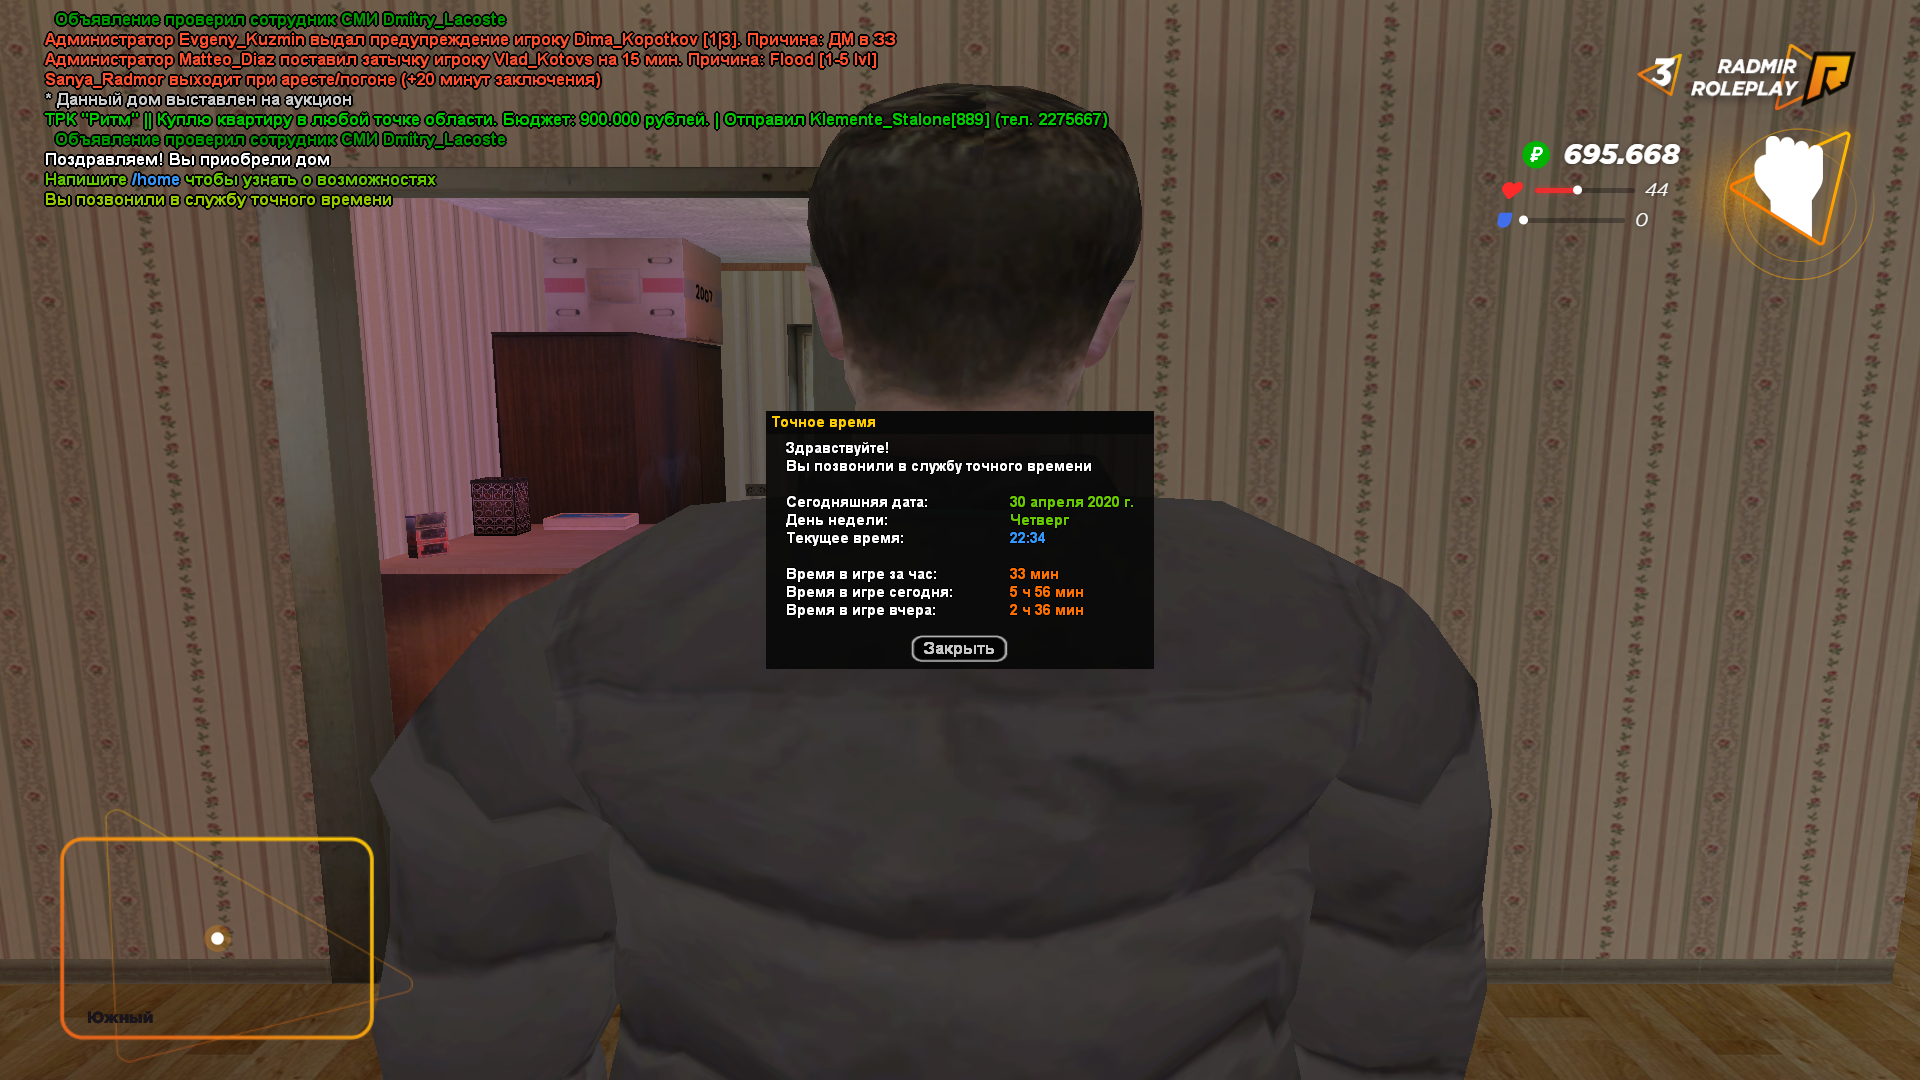 Объявление проверил сотрудник СМИ Dmitry_Lacoste
Администратор Evgeny_Kuzmin выдал предупреждение игроку Dima_Kopotkov [1|3]. Причина: ДМ в ЗЗ
Администратор Matteo_Diaz поставил затычку игроку Vlad_Kotovs на 15 мин. Причина: Flood [1-5 lvl]
Sanya_Radmor выходит при аресте/погоне (+20 минут заключения)
* Данный дом выставлен на аукцион
ТРК "Ритм" || Куплю квартиру в любой точке области. Бюджет: 900.000 рублей. | Отправил Klemente_Stalone[889] (тел. 2275667)
Объявление проверил сотрудник СМИ Dmitry_Lacoste
Поздравляем! Вы приобрели дом
Напишите /home чтобы узнать о возможностях
Вы позвонили в службу точного времени
3 RADMIR
ROLEPLAY
₽ 695.668
44
0
2007
Точное время
Здравствуйте!
Вы позвонили в службу точного времени
Сегодняшняя дата: 30 апреля 2020 г.
День недели: Четверг
Текущее время: 22:34
Время в игре за час: 33 мин
Время в игре сегодня: 5 ч 56 мин
Время в игре вчера: 2 ч 36 мин
Закрыть
Южный